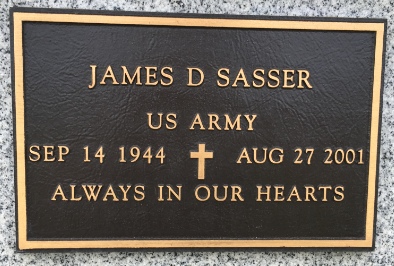 JAMES D SASSER
US ARMY
SEP 14 1944 AUG 27 2001
ALWAYS IN OUR HEARTS